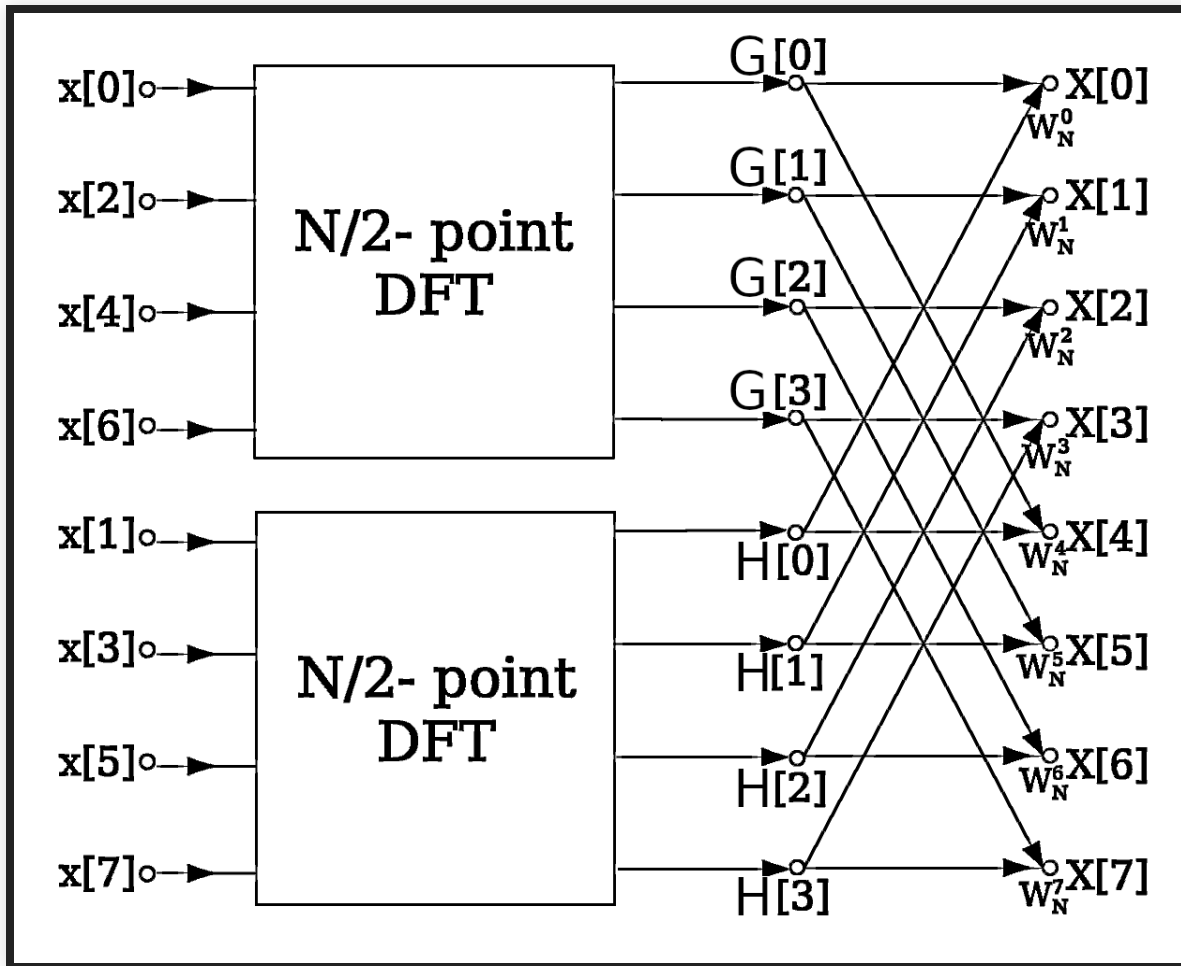 x[0]
x[2]
x[4]
x[6]
N/2- point
DFT
x[1]
x[3]
x[5]
x[7]
N/2- point
DFT
G[0]
G[1]
G[2]
G[3]
H[0]
H[1]
H[2]
H[3]
X[0]
W_N^0
X[1]
W_N^1
X[2]
W_N^2
X[3]
W_N^3
X[4]
W_N^4
X[5]
W_N^5
X[6]
W_N^6
X[7]
W_N^7